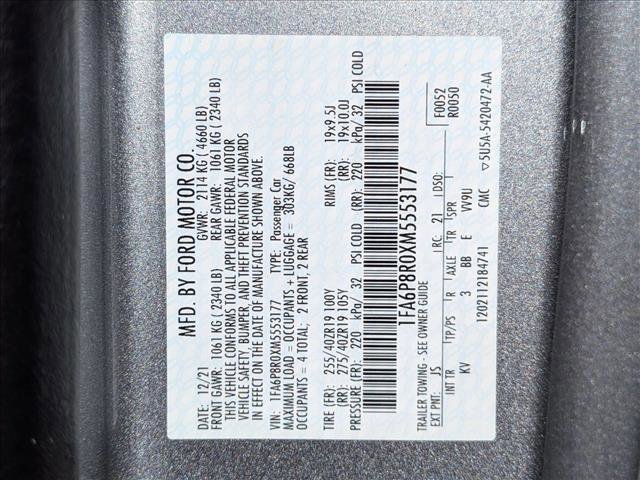 MFD. BY FORD MOTOR CO.
DATE: 12/21 GVWR: 2114 KG ( 4660 LB)
FRONT GAWR: 1061 KG ( 2340 LB) REAR GAWR: 1061 KG ( 2340 LB)
THIS VEHICLE CONFORMS TO ALL APPLICABLE FEDERAL MOTOR
VEHICLE SAFETY, BUMPER, AND THEFT PREVENTION STANDARDS
IN EFFECT ON THE DATE OF MANUFACTURE SHOWN ABOVE.
VIN: 1FA6P8R0XM5553177 TYPE: Passenger Car
MAXIMUM LOAD = OCCUPANTS + LUGGAGE = 303KG/ 668LB
OCCUPANTS = 4 TOTAL; 2 FRONT, 2 REAR
TIRE (FR): 255/40ZR19 100Y RIMS (FR): 19x9.5J
(RR): 275/40ZR19 105Y (RR): 19x10.0J
PRESSURE (FR): 220 kPa/ 32 PSI COLD (RR): 220 kPa/ 32 PSI COLD
1FA6P8R0XM5553177
TRAILER TOWING - SEE OWNER GUIDE F0052
EXT PNT: JS RC: 21 DSO: R0050
INT TR TP/PS R AXLE TR SPR
KV 3 BB E VV9U
1202112184741 CMC ▽5U5A-5420472-AA